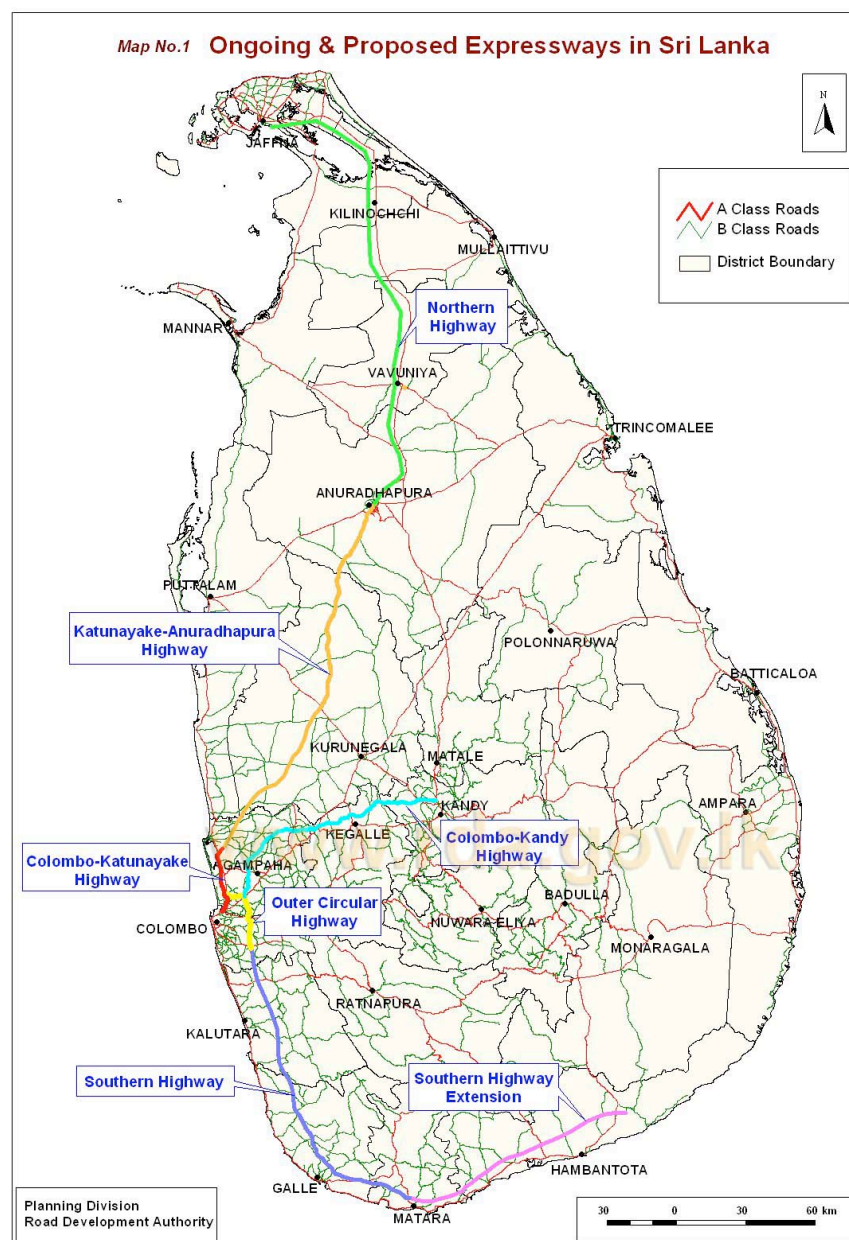 Map No.1 Ongoing & Proposed Expressways in Sri Lanka
N
JAFFNA
A Class Roads
B Class Roads
District Boundary
KILINOCHCHI
MULLAITTIVU
Northern
Highway
MANNAR
VAVUNIYA
TRINCOMALEE
ANURADHAPURA
PUTTALAM
Katunayake-Anuradhapura
Highway
POLONNARUWA
BATTICALOA
KURUNEGALA
MATALE
KANDY
AMPARA
KEGALLE
Colombo-Kandy
Highway
Colombo-Katunayake
Highway
GAMPAHA
Outer Circular
Highway
BADULLA
NUWARA ELIYA
COLOMBO
MONARAGALA
RATNAPURA
KALUTARA
Southern Highway
Southern Highway
Extension
HAMBANTOTA
GALLE
MATARA
Planning Division
Road Development Authority
30 0 30 60 km